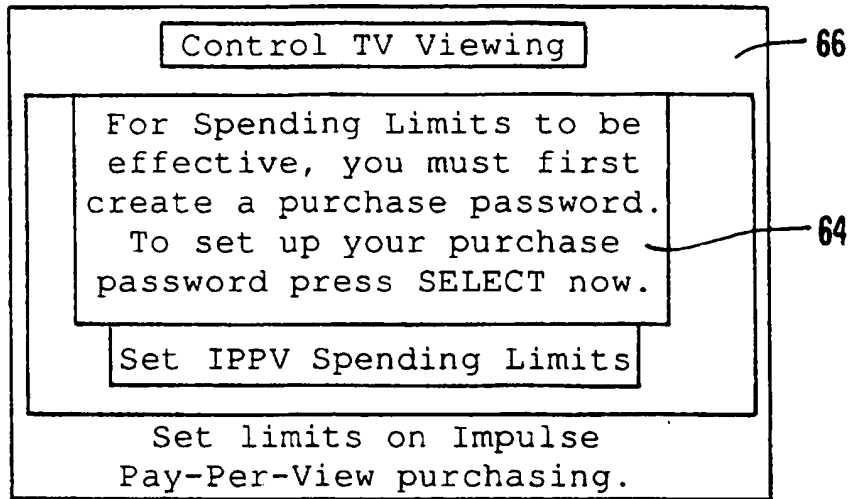 Control TV Viewing
66
For Spending Limits to be
effective, you must first
create a purchase password.
To set up your purchase
64
password press SELECT now.
Set IPPV Spending Limits
Set limits on Impulse
Pay-Per-View purchasing.